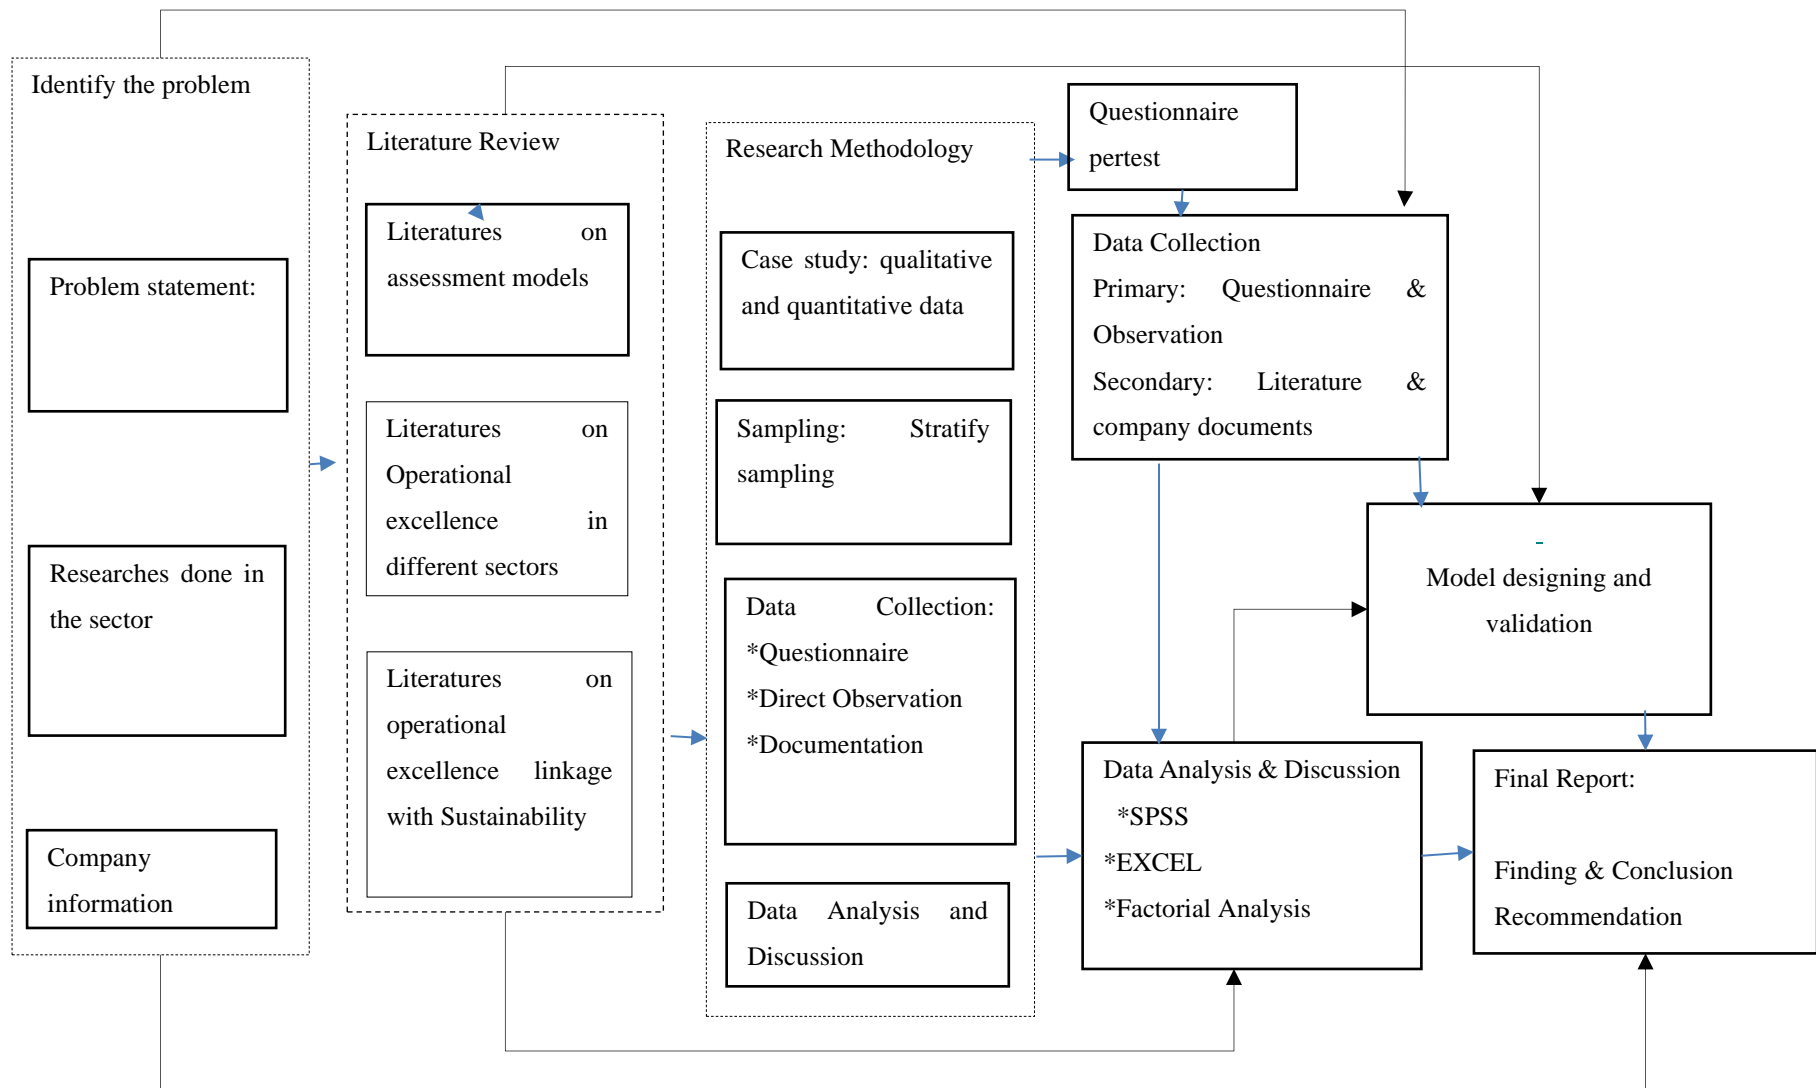 Identify the problem
Problem statement:
Researches done in
the sector
Company
information
Literature Review
Literatures on
assessment models
Literatures on
Operational
excellence in
different sectors
Literatures on
operational
excellence linkage
with Sustainability
Research Methodology
Case study: qualitative
and quantitative data
Sampling: Stratify
sampling
Data Collection:
*Questionnaire
*Direct Observation
*Documentation
Data Analysis and
Discussion
Questionnaire
pertest
Data Collection
Primary: Questionnaire &
Observation
Secondary: Literature &
company documents
Model designing and
validation
Data Analysis & Discussion
*SPSS
*EXCEL
*Factorial Analysis
Final Report:
Finding & Conclusion
Recommendation